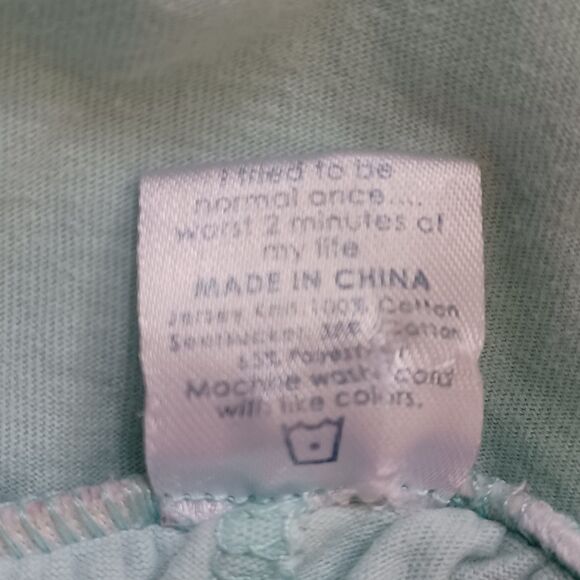 I tried to be
normal once....
worst 2 minutes of
my life
MADE IN CHINA
Jersey Knit: 100% Cotton
Seersucker: Cotton
65% Polyester
Machine wash cold
with like colors.